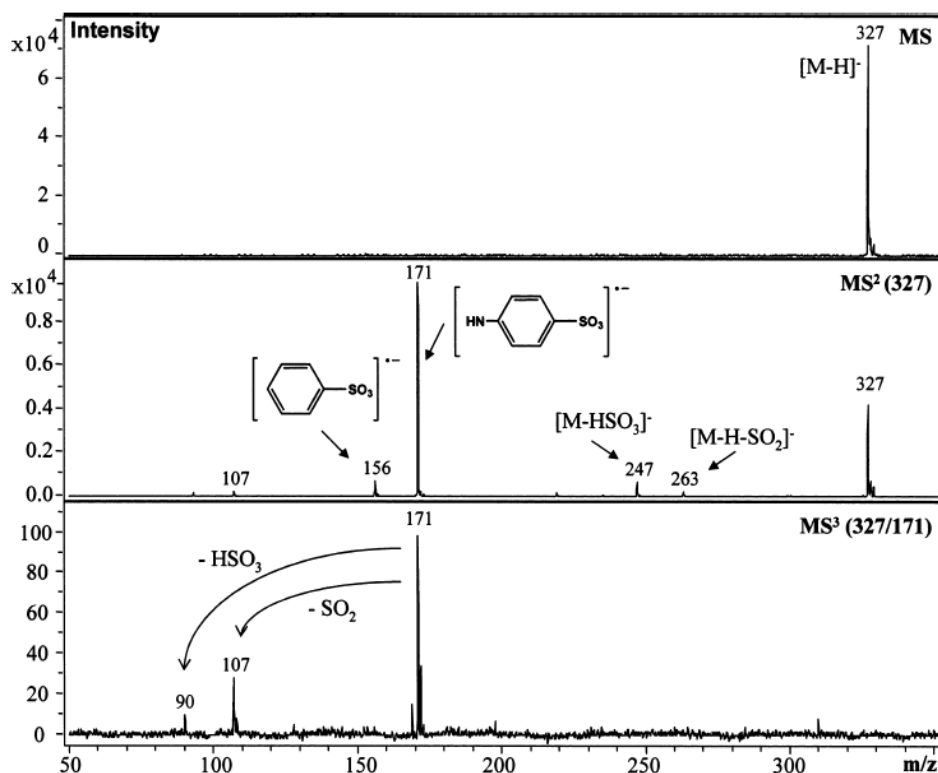 Intensity
x10⁴
6
4
2
0
327
MS
[M-H]⁻
x10⁴
0.8
0.6
0.4
0.2
0.0
171
MS² (327)
HN
SO₃
•−
SO₃
•−
107
156
[M-HSO₃]⁻
247
[M-H-SO₂]⁻
263
327
100
80
60
40
20
0
171
MS³ (327/171)
- HSO₃
- SO₂
90
107
50
100
150
200
250
300
m/z